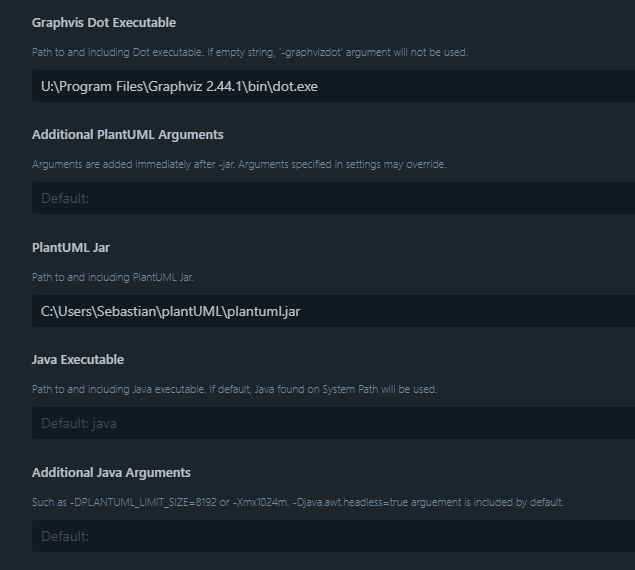 Graphvis Dot Executable
Path to and including Dot executable. If empty string, '-graphvizdot' argument will not be used.
U:\Program Files\Graphviz 2.44.1\bin\dot.exe
Additional PlantUML Arguments
Arguments are added immediately after -jar. Arguments specified in settings may override.
Default:
PlantUML Jar
Path to and including PlantUML Jar.
C:\Users\Sebastian\plantUML\plantuml.jar
Java Executable
Path to and including Java executable. If default, Java found on System Path will be used.
Default: java
Additional Java Arguments
Such as -DPLANTUML_LIMIT_SIZE=8192 or -Xmx1024m. -Djava.awt.headless=true arguement is included by default.
Default: